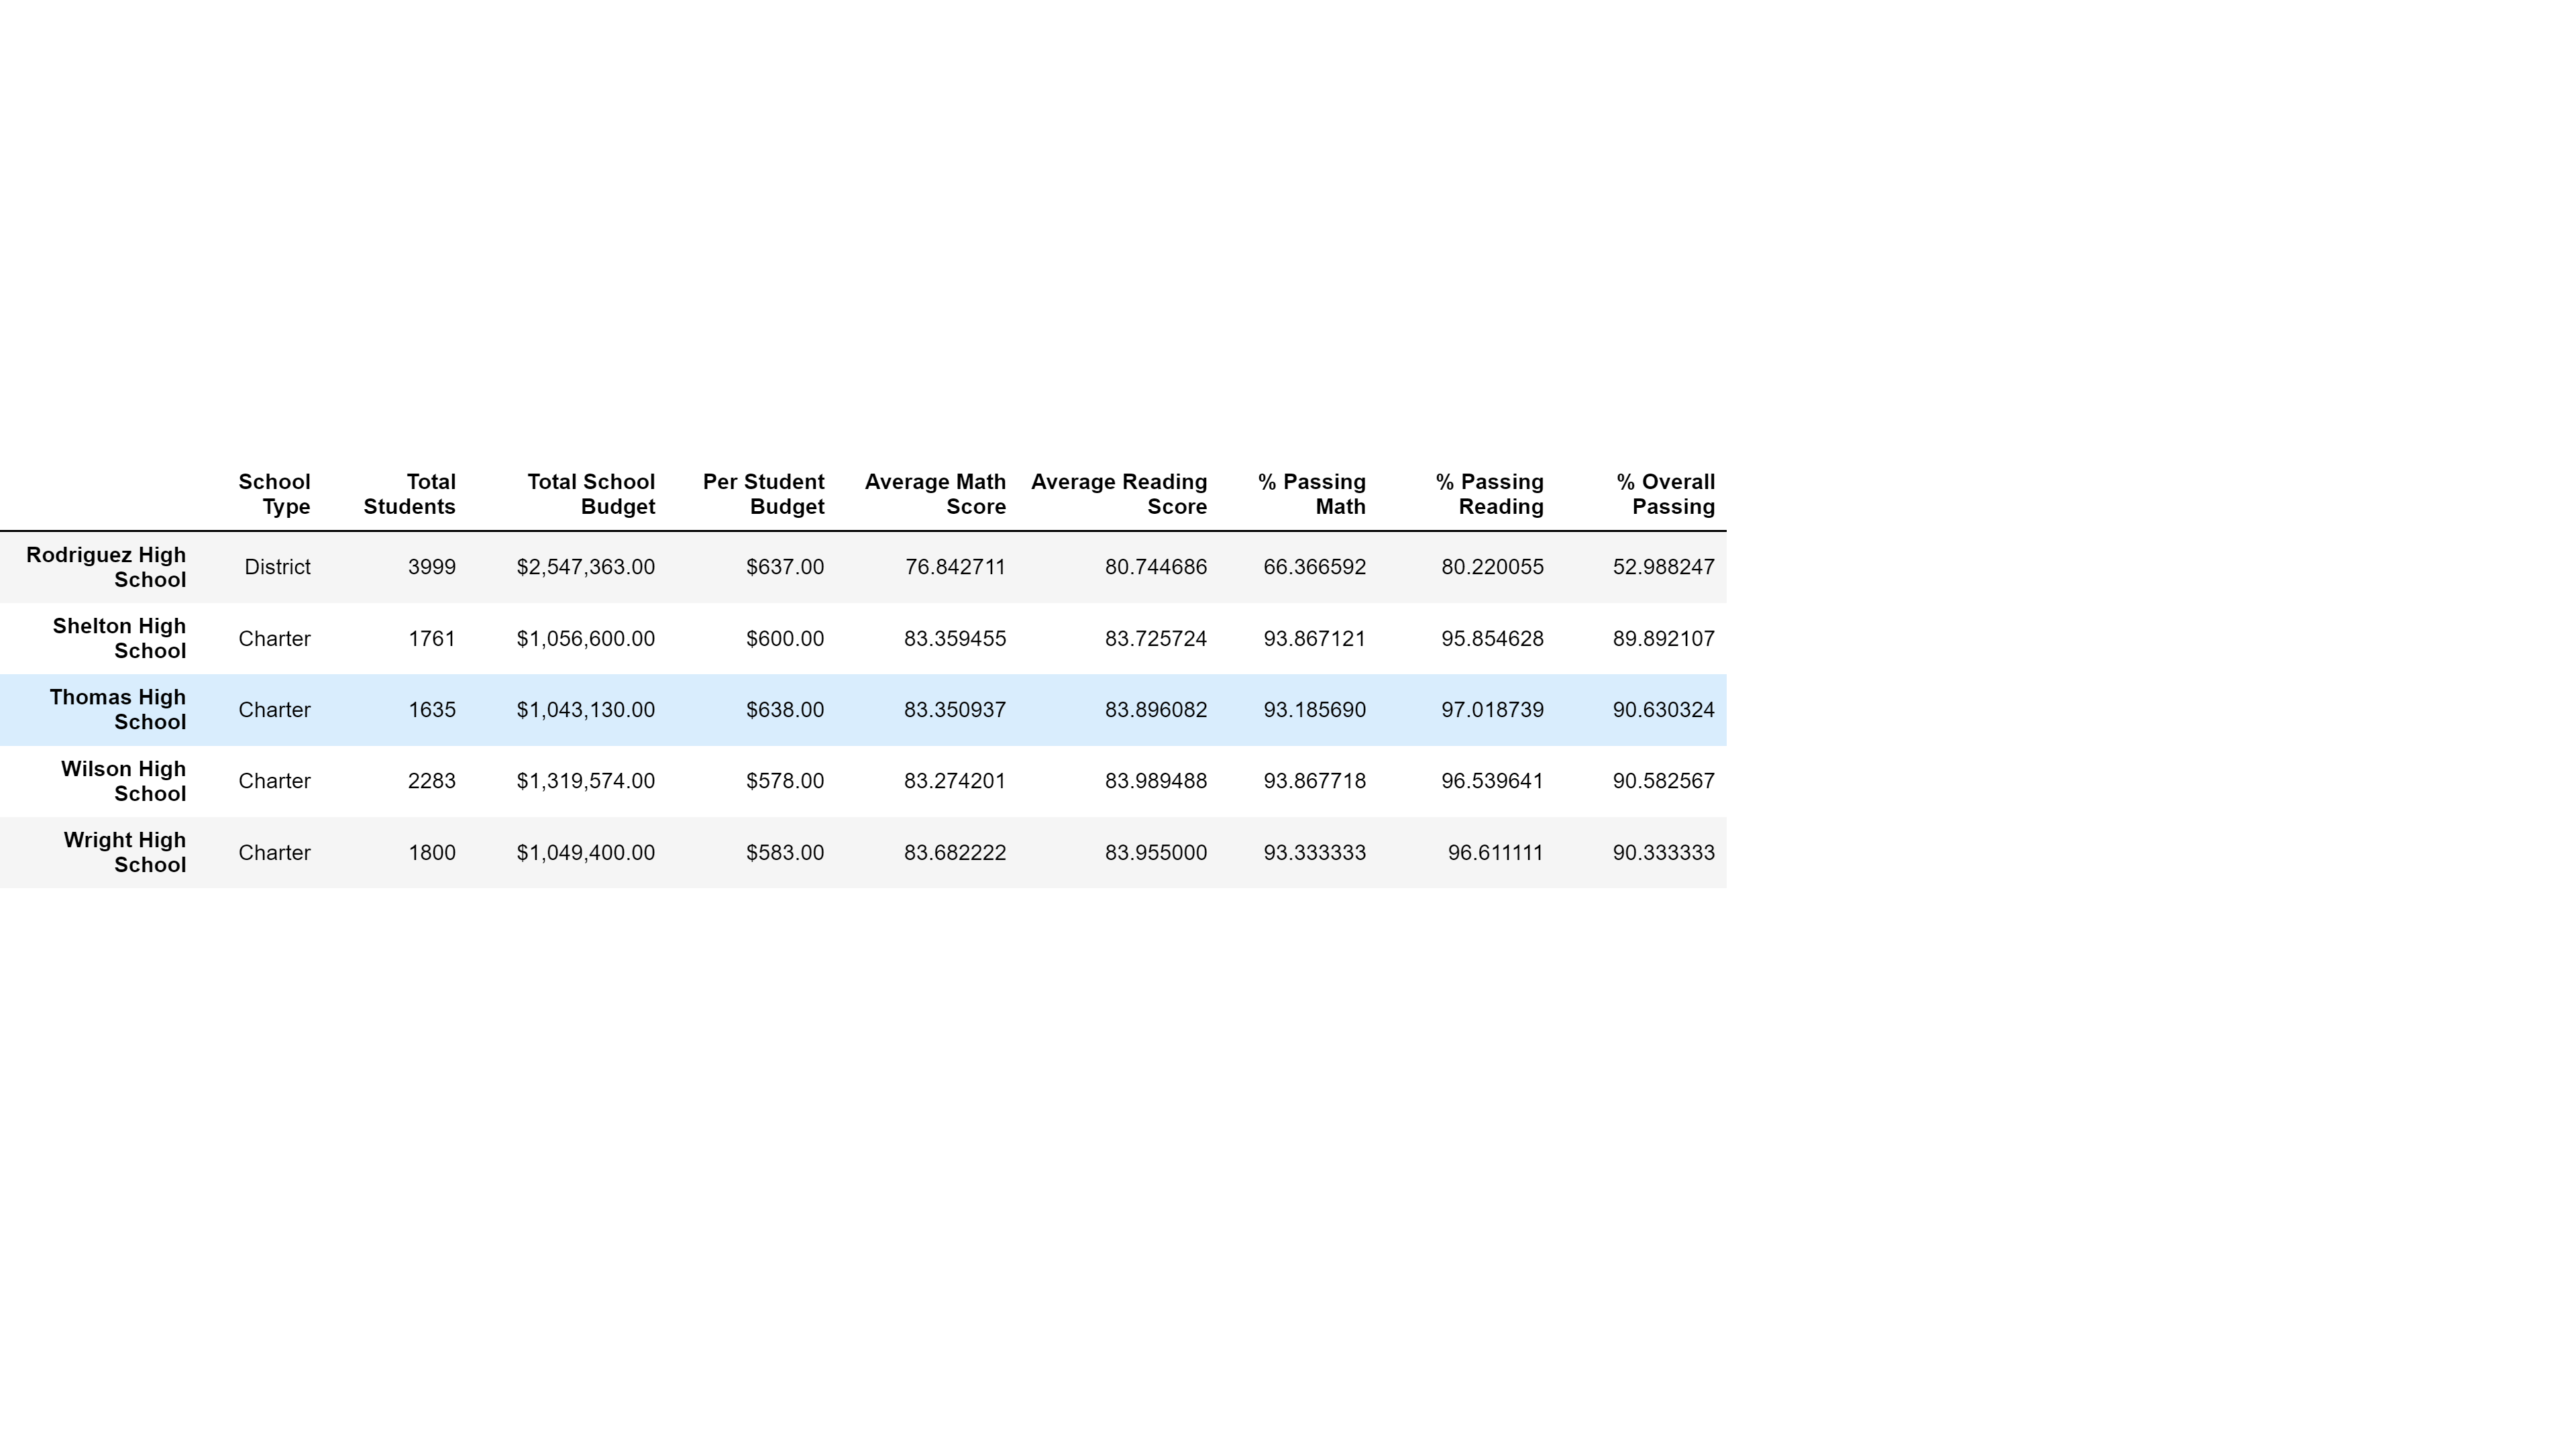 School Type Total Students Total School Budget Per Student Budget Average Math Score Average Reading Score % Passing Math % Passing Reading % Overall Passing
Rodriguez High School District 3999 $2,547,363.00 $637.00 76.842711 80.744686 66.366592 80.220055 52.988247
Shelton High School Charter 1761 $1,056,600.00 $600.00 83.359455 83.725724 93.867121 95.854628 89.892107
Thomas High School Charter 1635 $1,043,130.00 $638.00 83.350937 83.896082 93.185690 97.018739 90.630324
Wilson High School Charter 2283 $1,319,574.00 $578.00 83.274201 83.989488 93.867718 96.539641 90.582567
Wright High School Charter 1800 $1,049,400.00 $583.00 83.682222 83.955000 93.333333 96.611111 90.333333